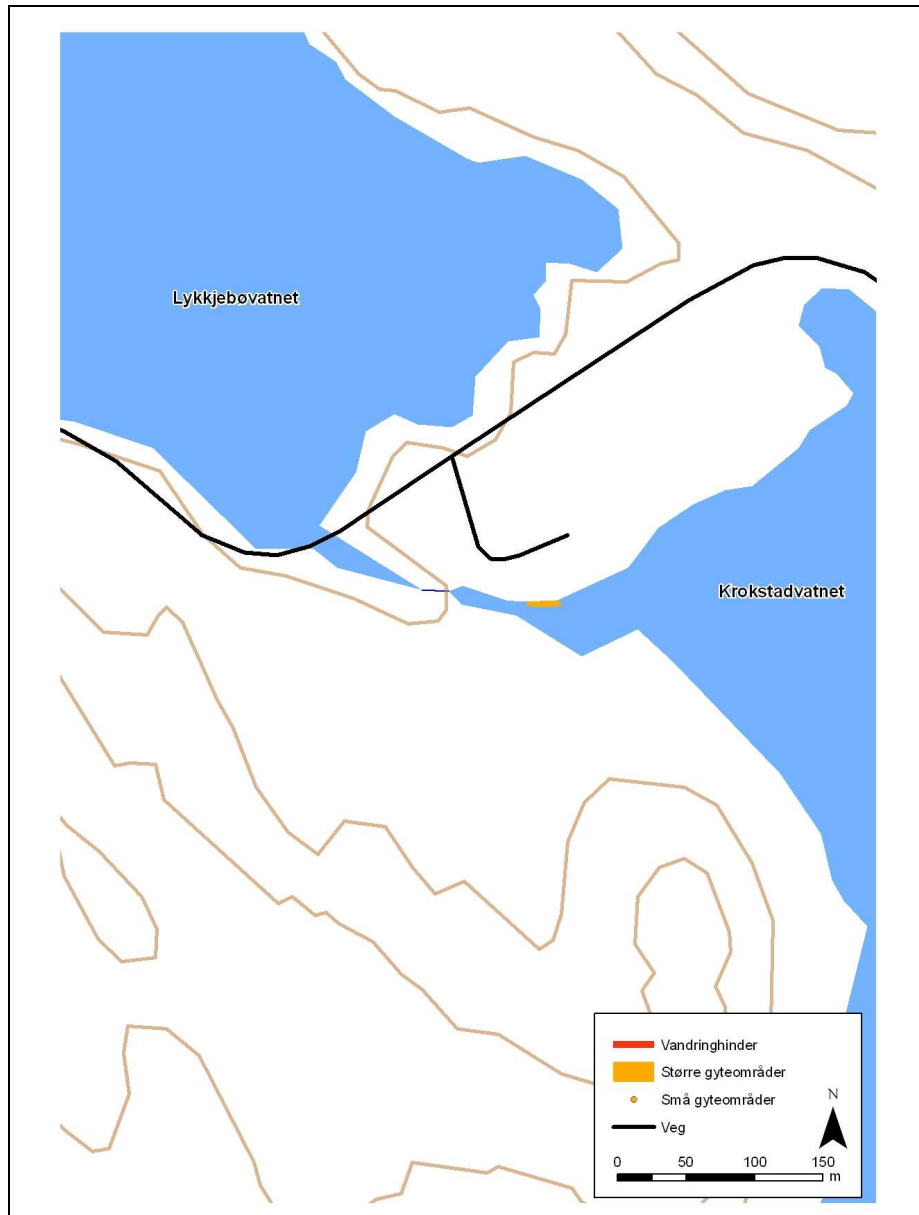 Lykkjebøvatnet
Krokstadvatnet
Vandringhinder
Større gyteområder
Små gyteområder
Veg
N
0 50 100 150
m